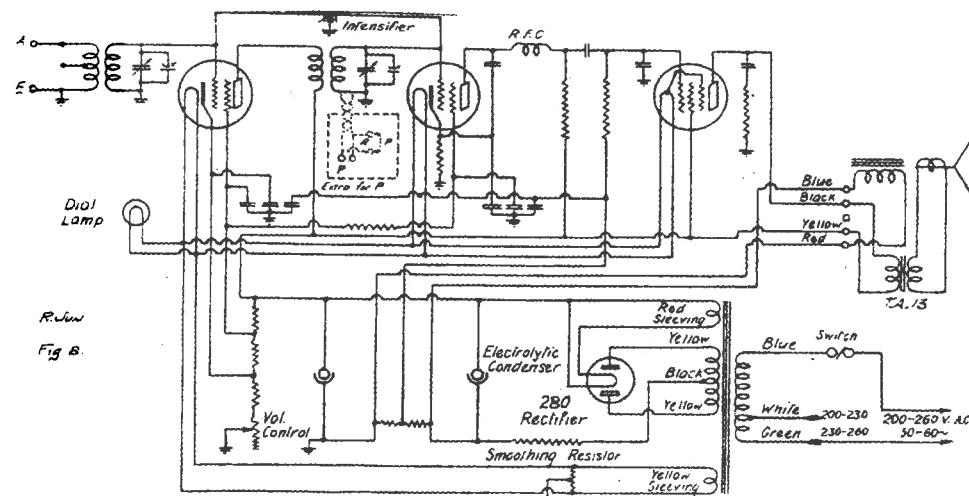 Intensifier
R.F.C
A
E
P
P
Extra for P
Dial
Lamp
Blue
Black
Yellow
Red
T.A.13
R.Jun
Fig B.
Red
Sleeving
Yellow
Black
Yellow
Electrolytic
Condenser
280
Rectifier
Vol.
Control
Smoothing Resistor
Yellow
Sleeving
Blue
Switch
White
200-230
200-260 V. A.C
Green
230-260
50-60~